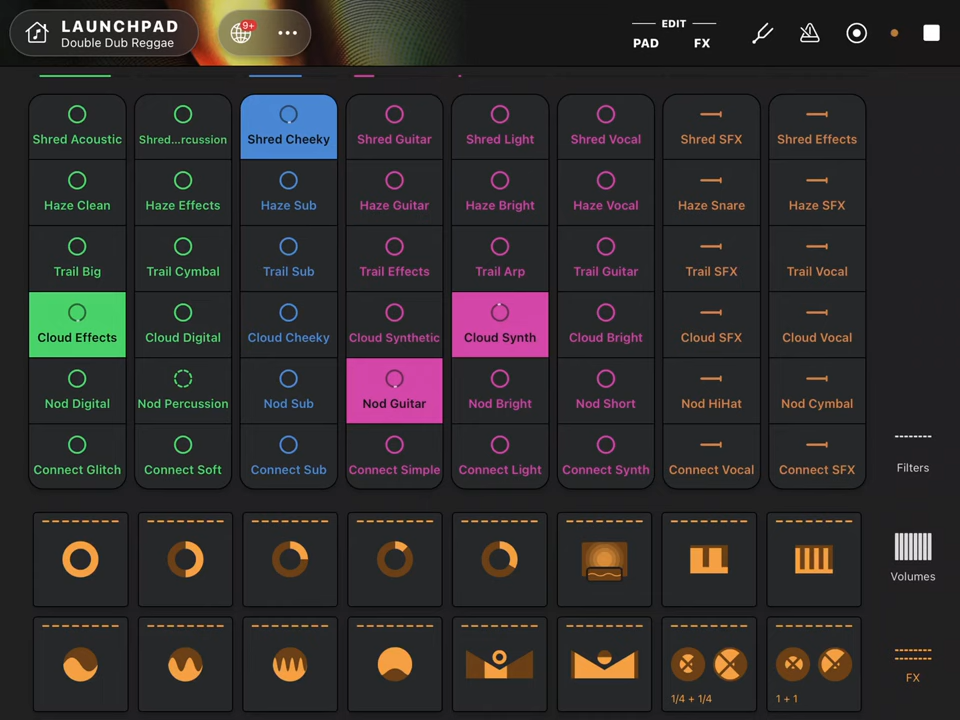 LAUNCHPAD
Double Dub Reggae
9+
EDIT
PAD FX
Shred Acoustic Shred...rcussion Shred Cheeky Shred Guitar Shred Light Shred Vocal Shred SFX Shred Effects
Haze Clean Haze Effects Haze Sub Haze Guitar Haze Bright Haze Vocal Haze Snare Haze SFX
Trail Big Trail Cymbal Trail Sub Trail Effects Trail Arp Trail Guitar Trail SFX Trail Vocal
Cloud Effects Cloud Digital Cloud Cheeky Cloud Synthetic Cloud Synth Cloud Bright Cloud SFX Cloud Vocal
Nod Digital Nod Percussion Nod Sub Nod Guitar Nod Bright Nod Short Nod HiHat Nod Cymbal
Connect Glitch Connect Soft Connect Sub Connect Simple Connect Light Connect Synth Connect Vocal Connect SFX
Filters
Volumes
FX
1/4 + 1/4 1 + 1